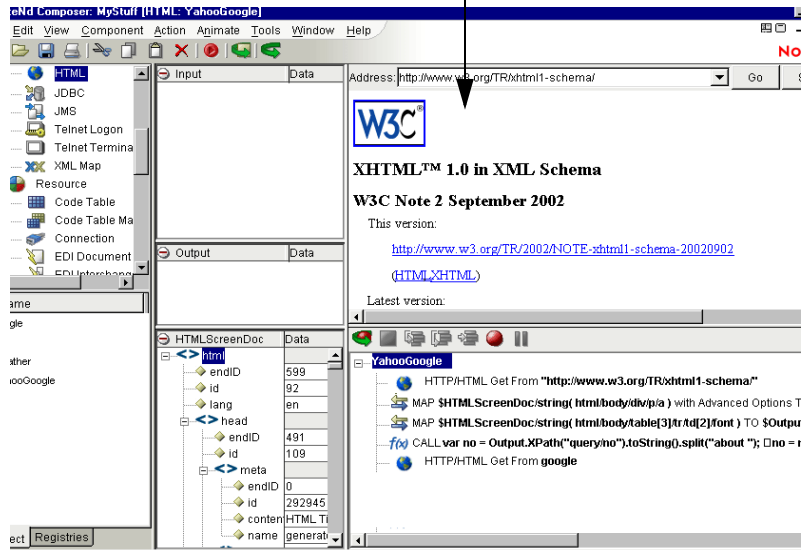 teNd Composer: MyStuff [HTML: YahooGoogle]
Edit View Component Action Animate Tools Window Help
No
HTML
JDBC
JMS
Telnet Logon
Telnet Termina
XML Map
Resource
Code Table
Code Table Ma
Connection
EDI Document
EDI Interchang
ame
gle
ather
ooGoogle
ect Registries
Input Data
Output Data
HTMLScreenDoc Data
html
endID 599
id 92
lang en
head
endID 491
id 109
meta
endID 0
id 292945
conten HTML Ti
name generat
Address: http://www.w3.org/TR/xhtml1-schema/ Go S
W3C®
XHTML™ 1.0 in XML Schema
W3C Note 2 September 2002
This version:
http://www.w3.org/TR/2002/NOTE-xhtml1-schema-20020902
(HTML,XHTML)
Latest version:
YahooGoogle
HTTP/HTML Get From "http://www.w3.org/TR/xhtml1-schema/"
MAP $HTMLScreenDoc/string( html/body/div/p/a ) with Advanced Options T
MAP $HTMLScreenDoc/string( html/body/table[3]/tr/td[2]/font ) TO $Outpu
f(x) CALL var no = Output.XPath("query/no").toString().split("about "); □no = n
HTTP/HTML Get From google